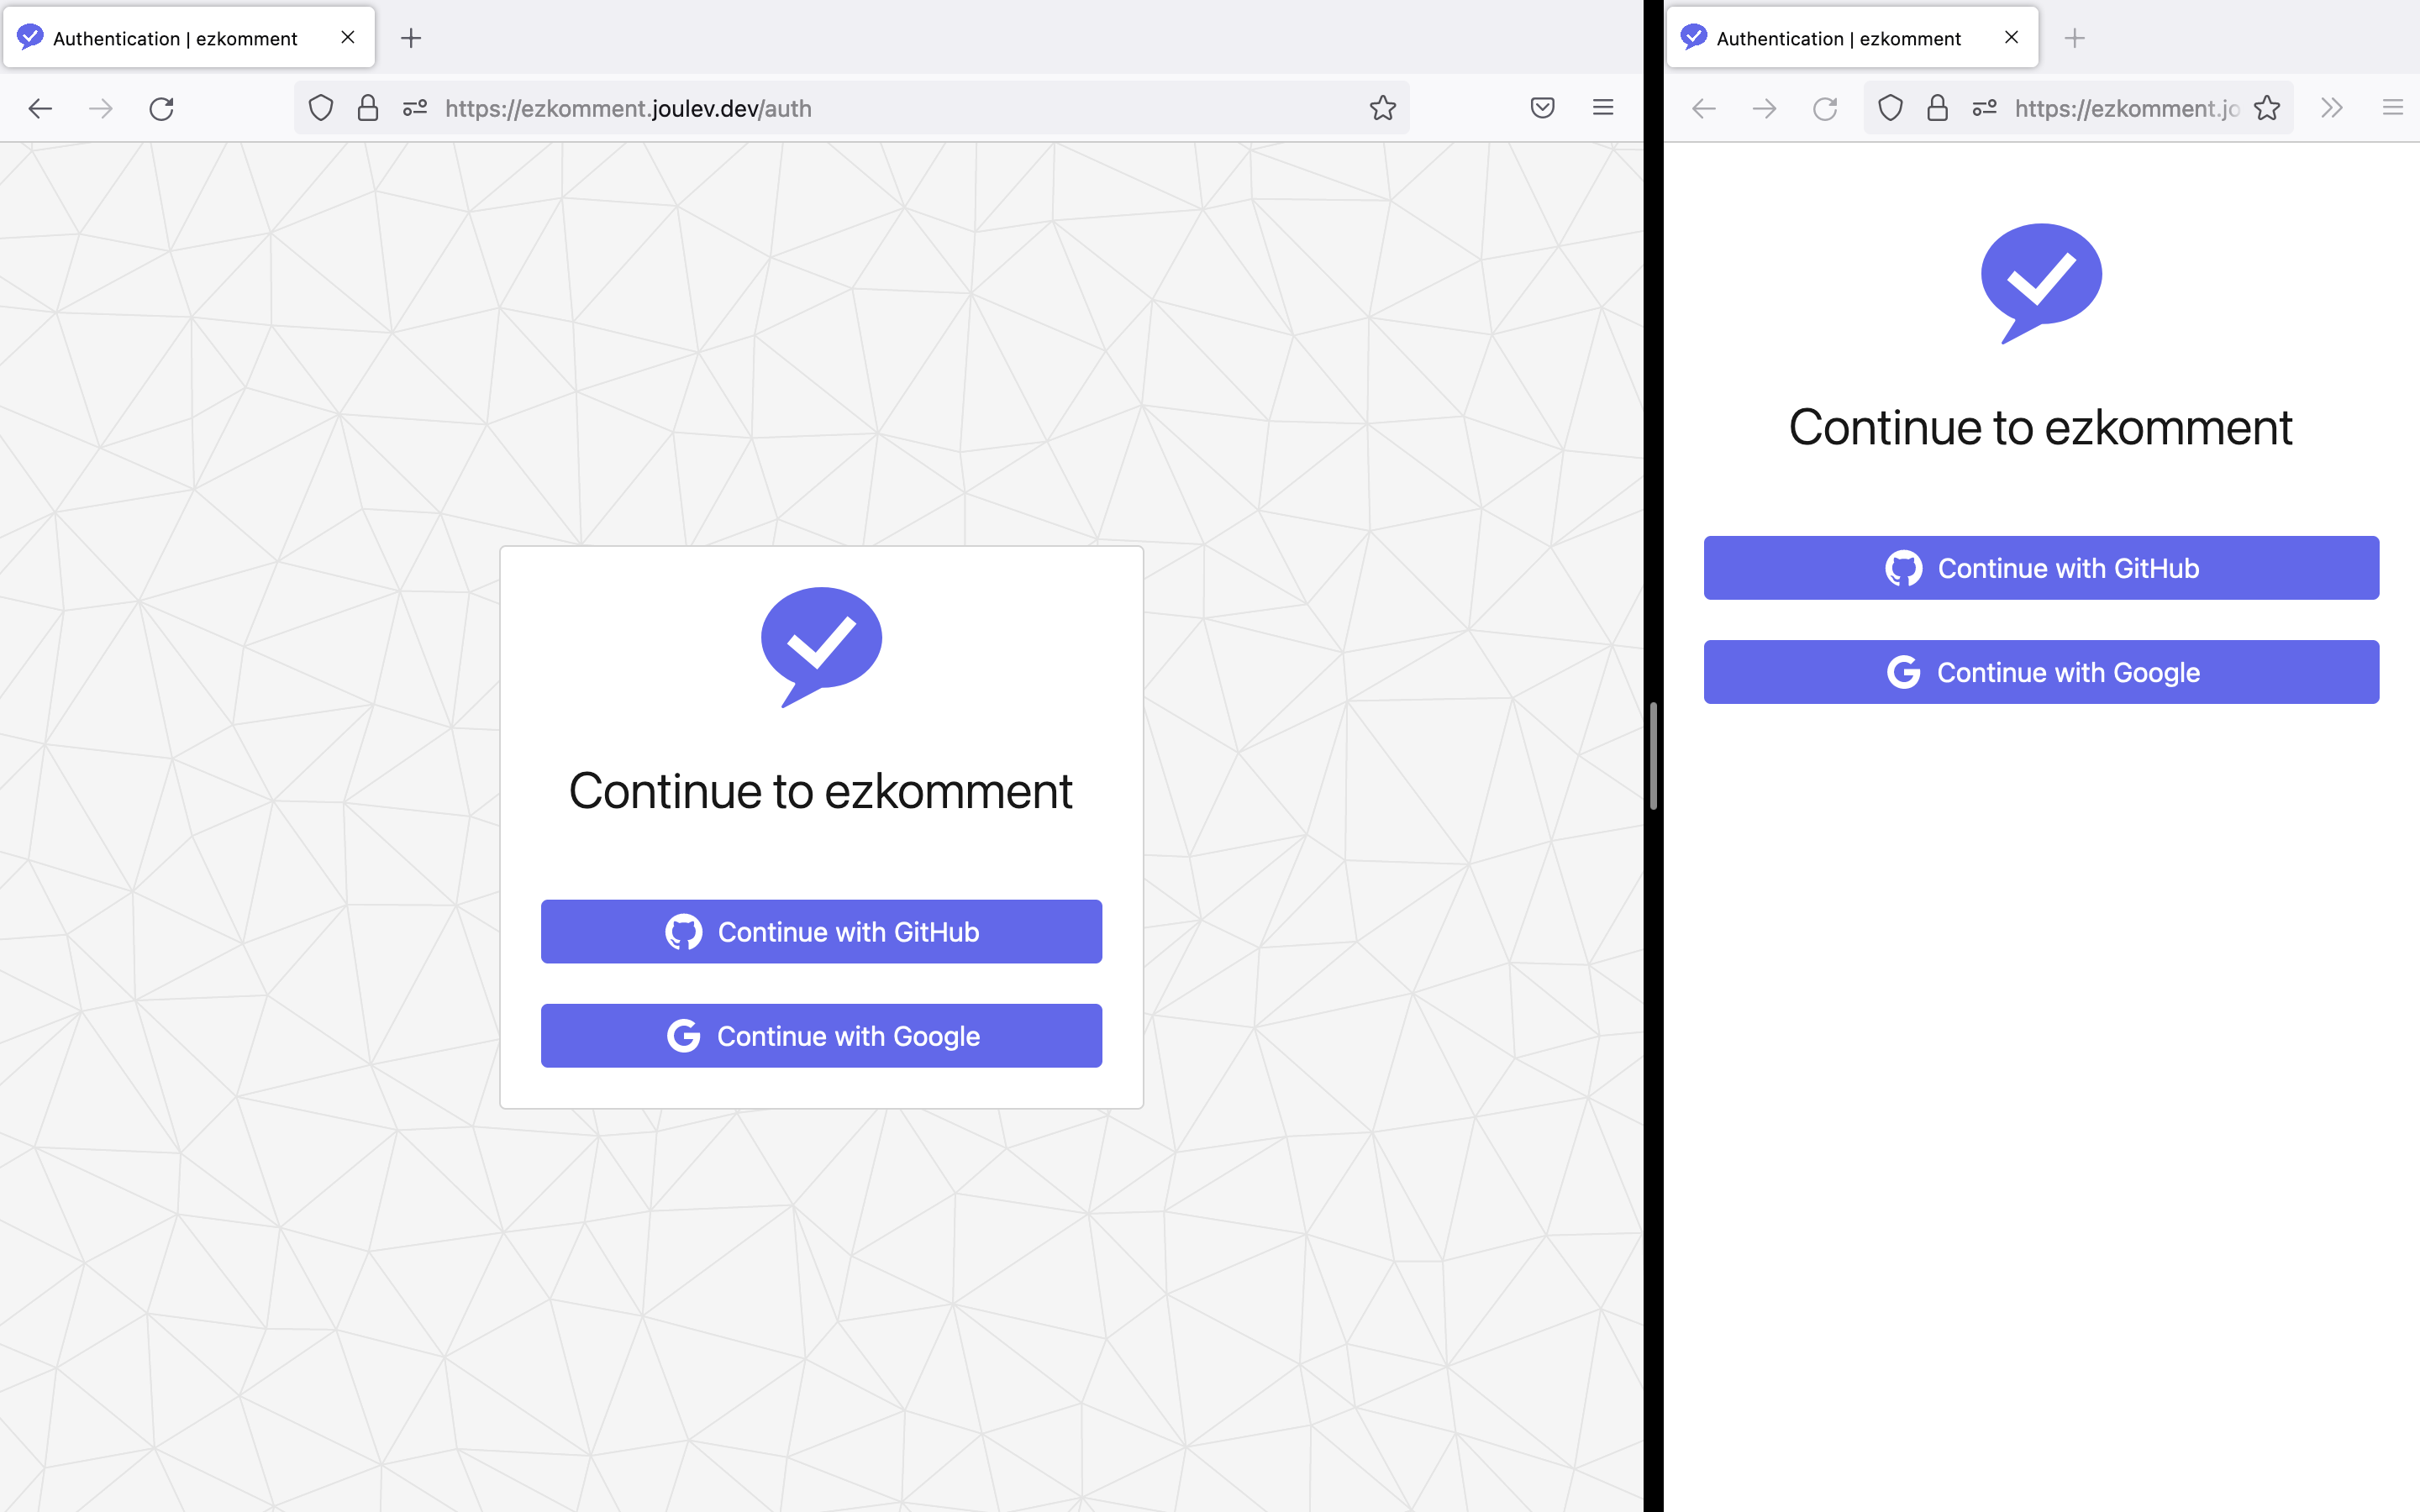 Authentication | ezkomment
https://ezkomment.joulev.dev/auth
Continue to ezkomment
Continue with GitHub
Continue with Google
Authentication | ezkomment
https://ezkomment.jo
Continue to ezkomment
Continue with GitHub
Continue with Google